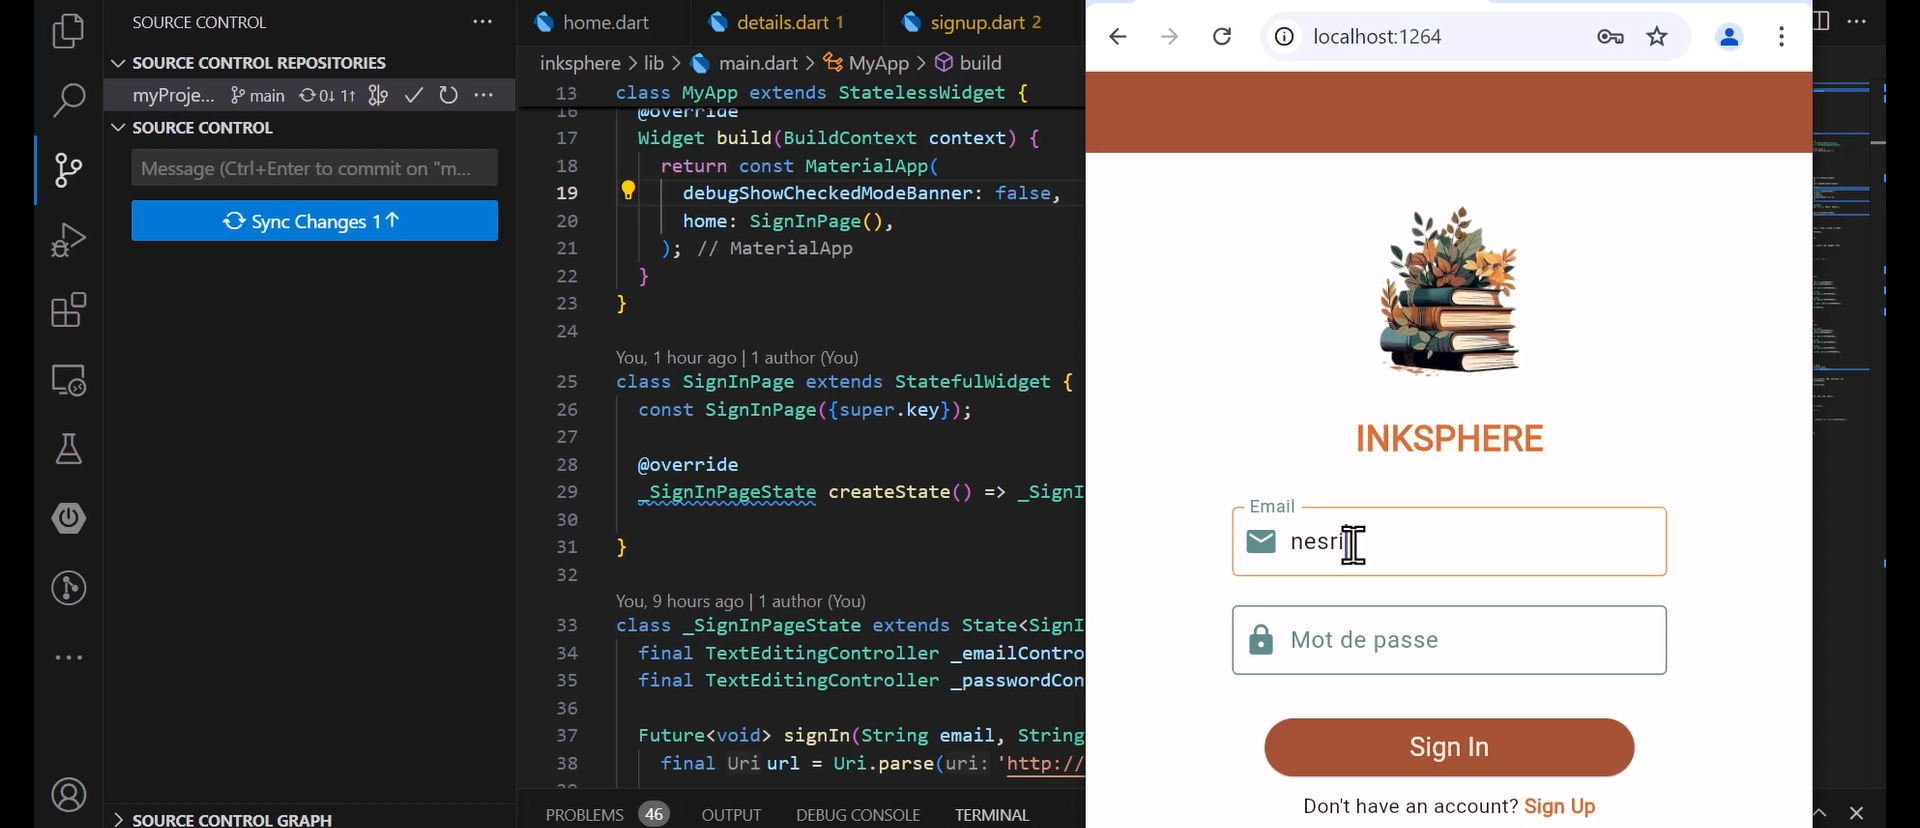 SOURCE CONTROL
SOURCE CONTROL REPOSITORIES
myProje... main 0↓ 1↑
SOURCE CONTROL
Message (Ctrl+Enter to commit on "m...
Sync Changes 1↑
SOURCE CONTROL GRAPH
home.dart
details.dart 1
signup.dart 2
inksphere > lib > main.dart > MyApp > build
13 class MyApp extends StatelessWidget {
16 @override
17 Widget build(BuildContext context) {
18 return const MaterialApp(
19 debugShowCheckedModeBanner: false,
20 home: SignInPage(),
21 ); // MaterialApp
22 }
23 }
24
You, 1 hour ago | 1 author (You)
25 class SignInPage extends StatefulWidget {
26 const SignInPage({super.key});
27
28 @override
29 _SignInPageState createState() => _SignI
30
31 }
32
You, 9 hours ago | 1 author (You)
33 class _SignInPageState extends State<SignI
34 final TextEditingController _emailContro
35 final TextEditingController _passwordCon
36
37 Future<void> signIn(String email, String
38 final Uri url = Uri.parse(uri: 'http://
PROBLEMS 46 OUTPUT DEBUG CONSOLE TERMINAL
localhost:1264
INKSPHERE
Email
nesri
Mot de passe
Sign In
Don't have an account? Sign Up